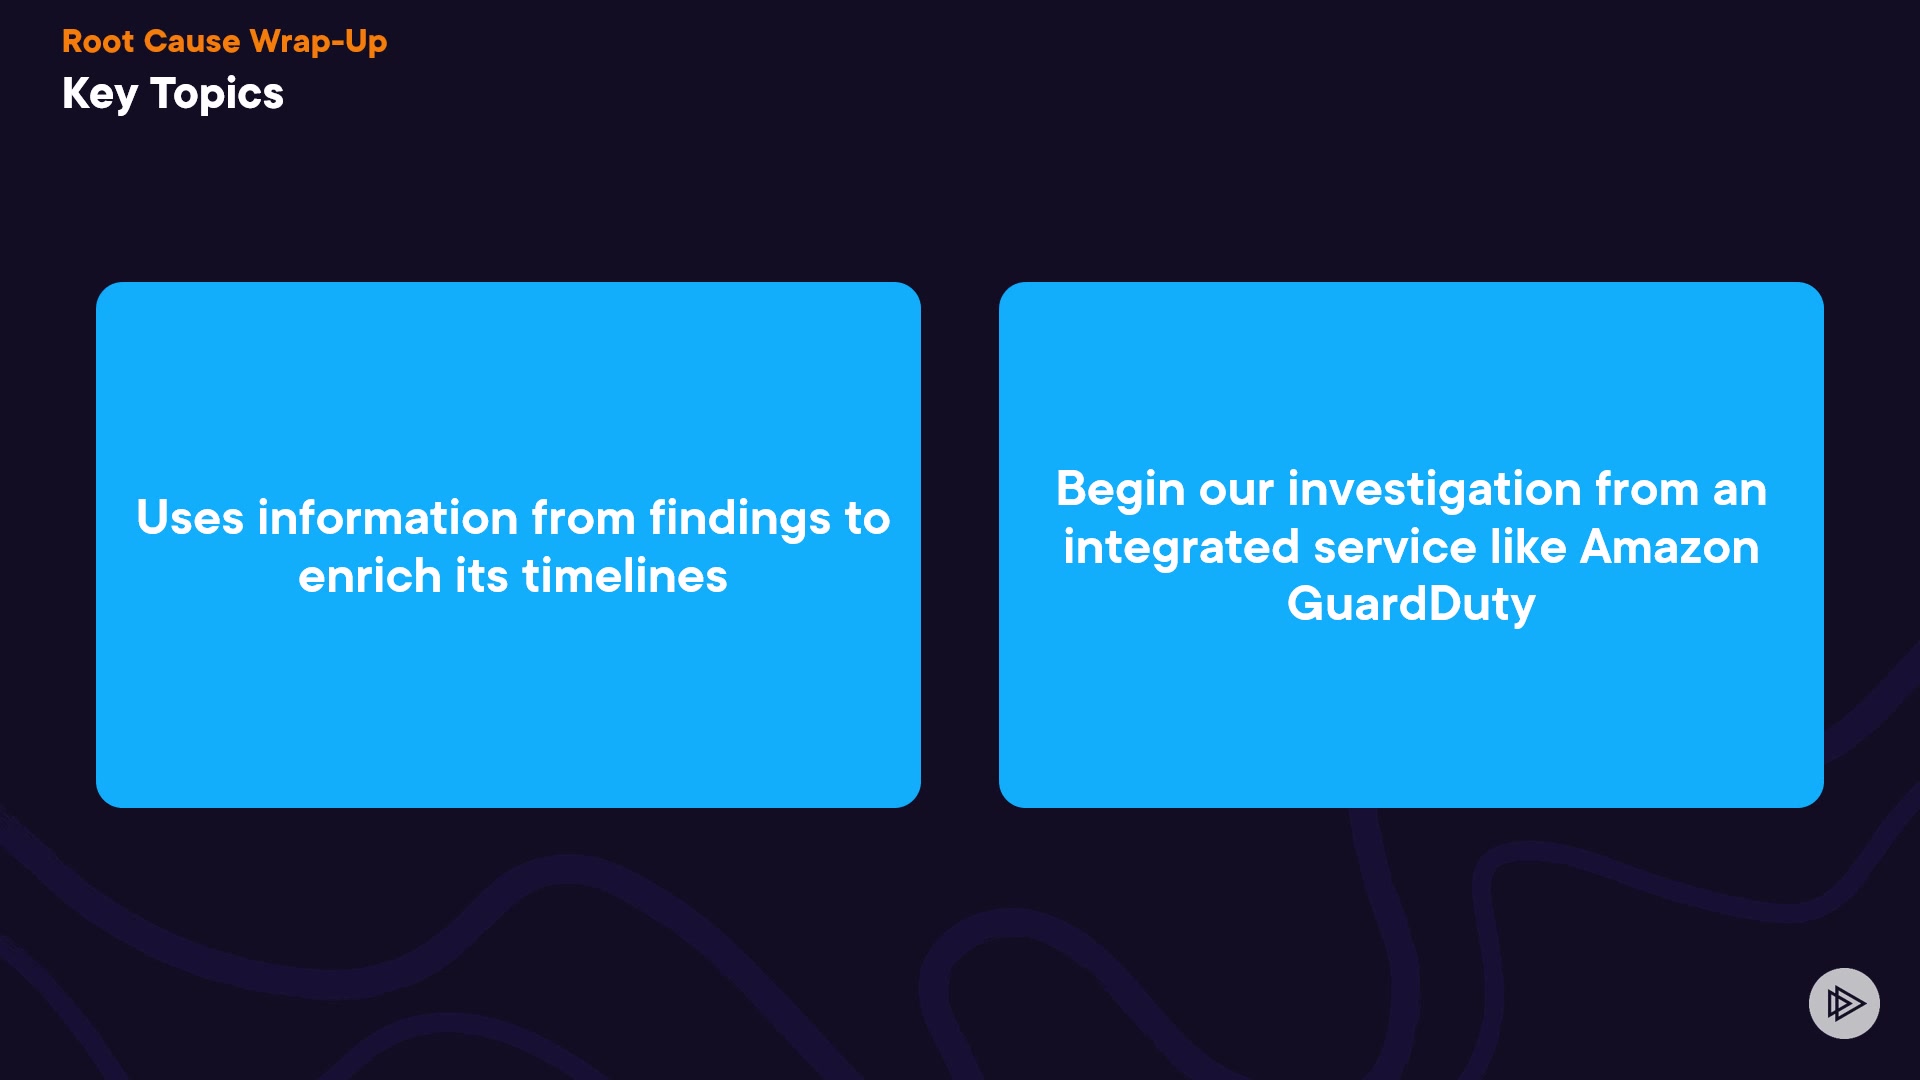 Root Cause Wrap-Up
Key Topics
Uses information from findings to
enrich its timelines
Begin our investigation from an
integrated service like Amazon
GuardDuty